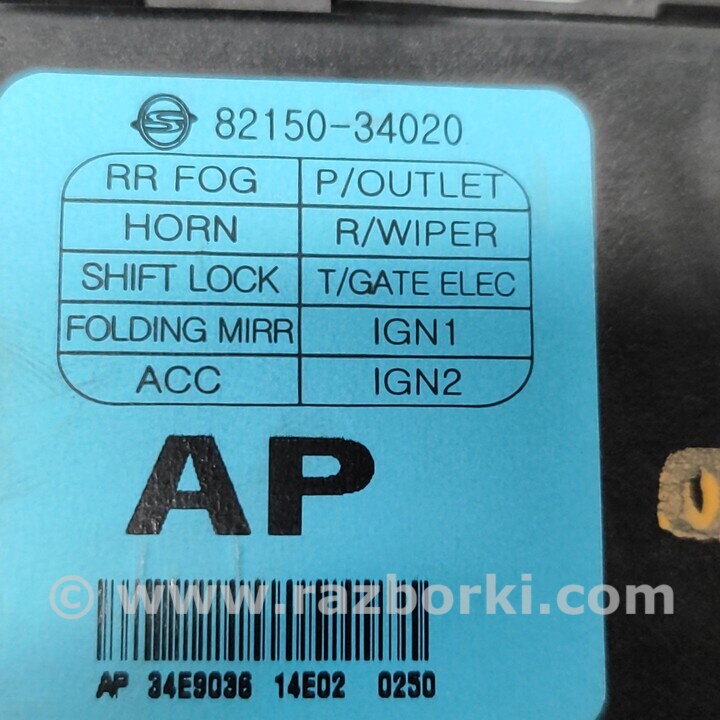 82150-34020
RR FOG P/OUTLET
HORN R/WIPER
SHIFT LOCK T/GATE ELEC
FOLDING MIRR IGN1
ACC IGN2
AP
© www.razborki.com
AP 34E9036 14E02 0250